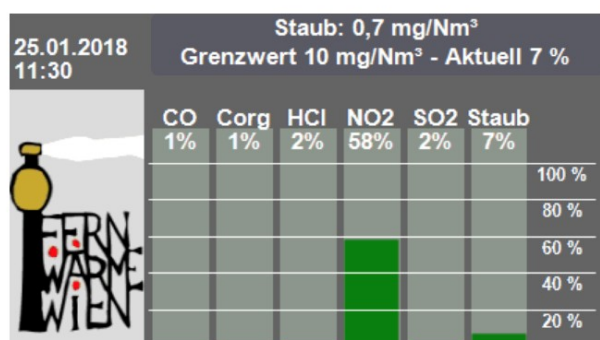 25.01.2018
11:30
Staub: 0,7 mg/Nm³
Grenzwert 10 mg/Nm³ - Aktuell 7 %
CO Corg HCl NO2 SO2 Staub
1% 1% 2% 58% 2% 7%
100 %
80 %
60 %
40 %
20 %
FERN
WÄRME
WIEN